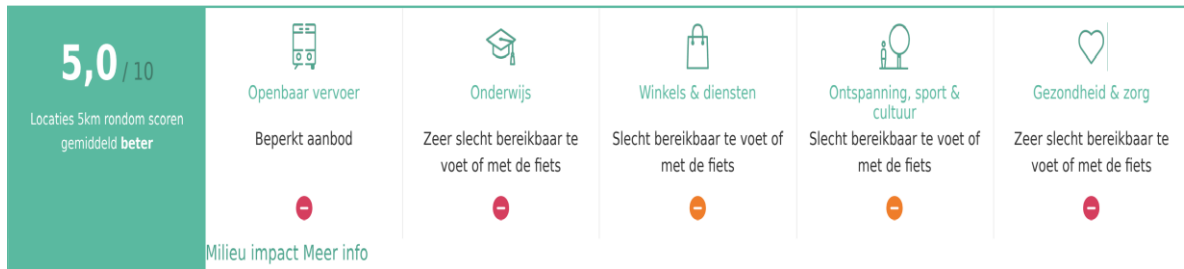 5,0 / 10
Locaties 5km rondom scoren
gemiddeld beter
Openbaar vervoer
Beperkt aanbod
Onderwijs
Zeer slecht bereikbaar te
voet of met de fiets
Winkels & diensten
Slecht bereikbaar te voet of
met de fiets
Ontspanning, sport &
cultuur
Slecht bereikbaar te voet of
met de fiets
Gezondheid & zorg
Zeer slecht bereikbaar te
voet of met de fiets
Milieu impact Meer info